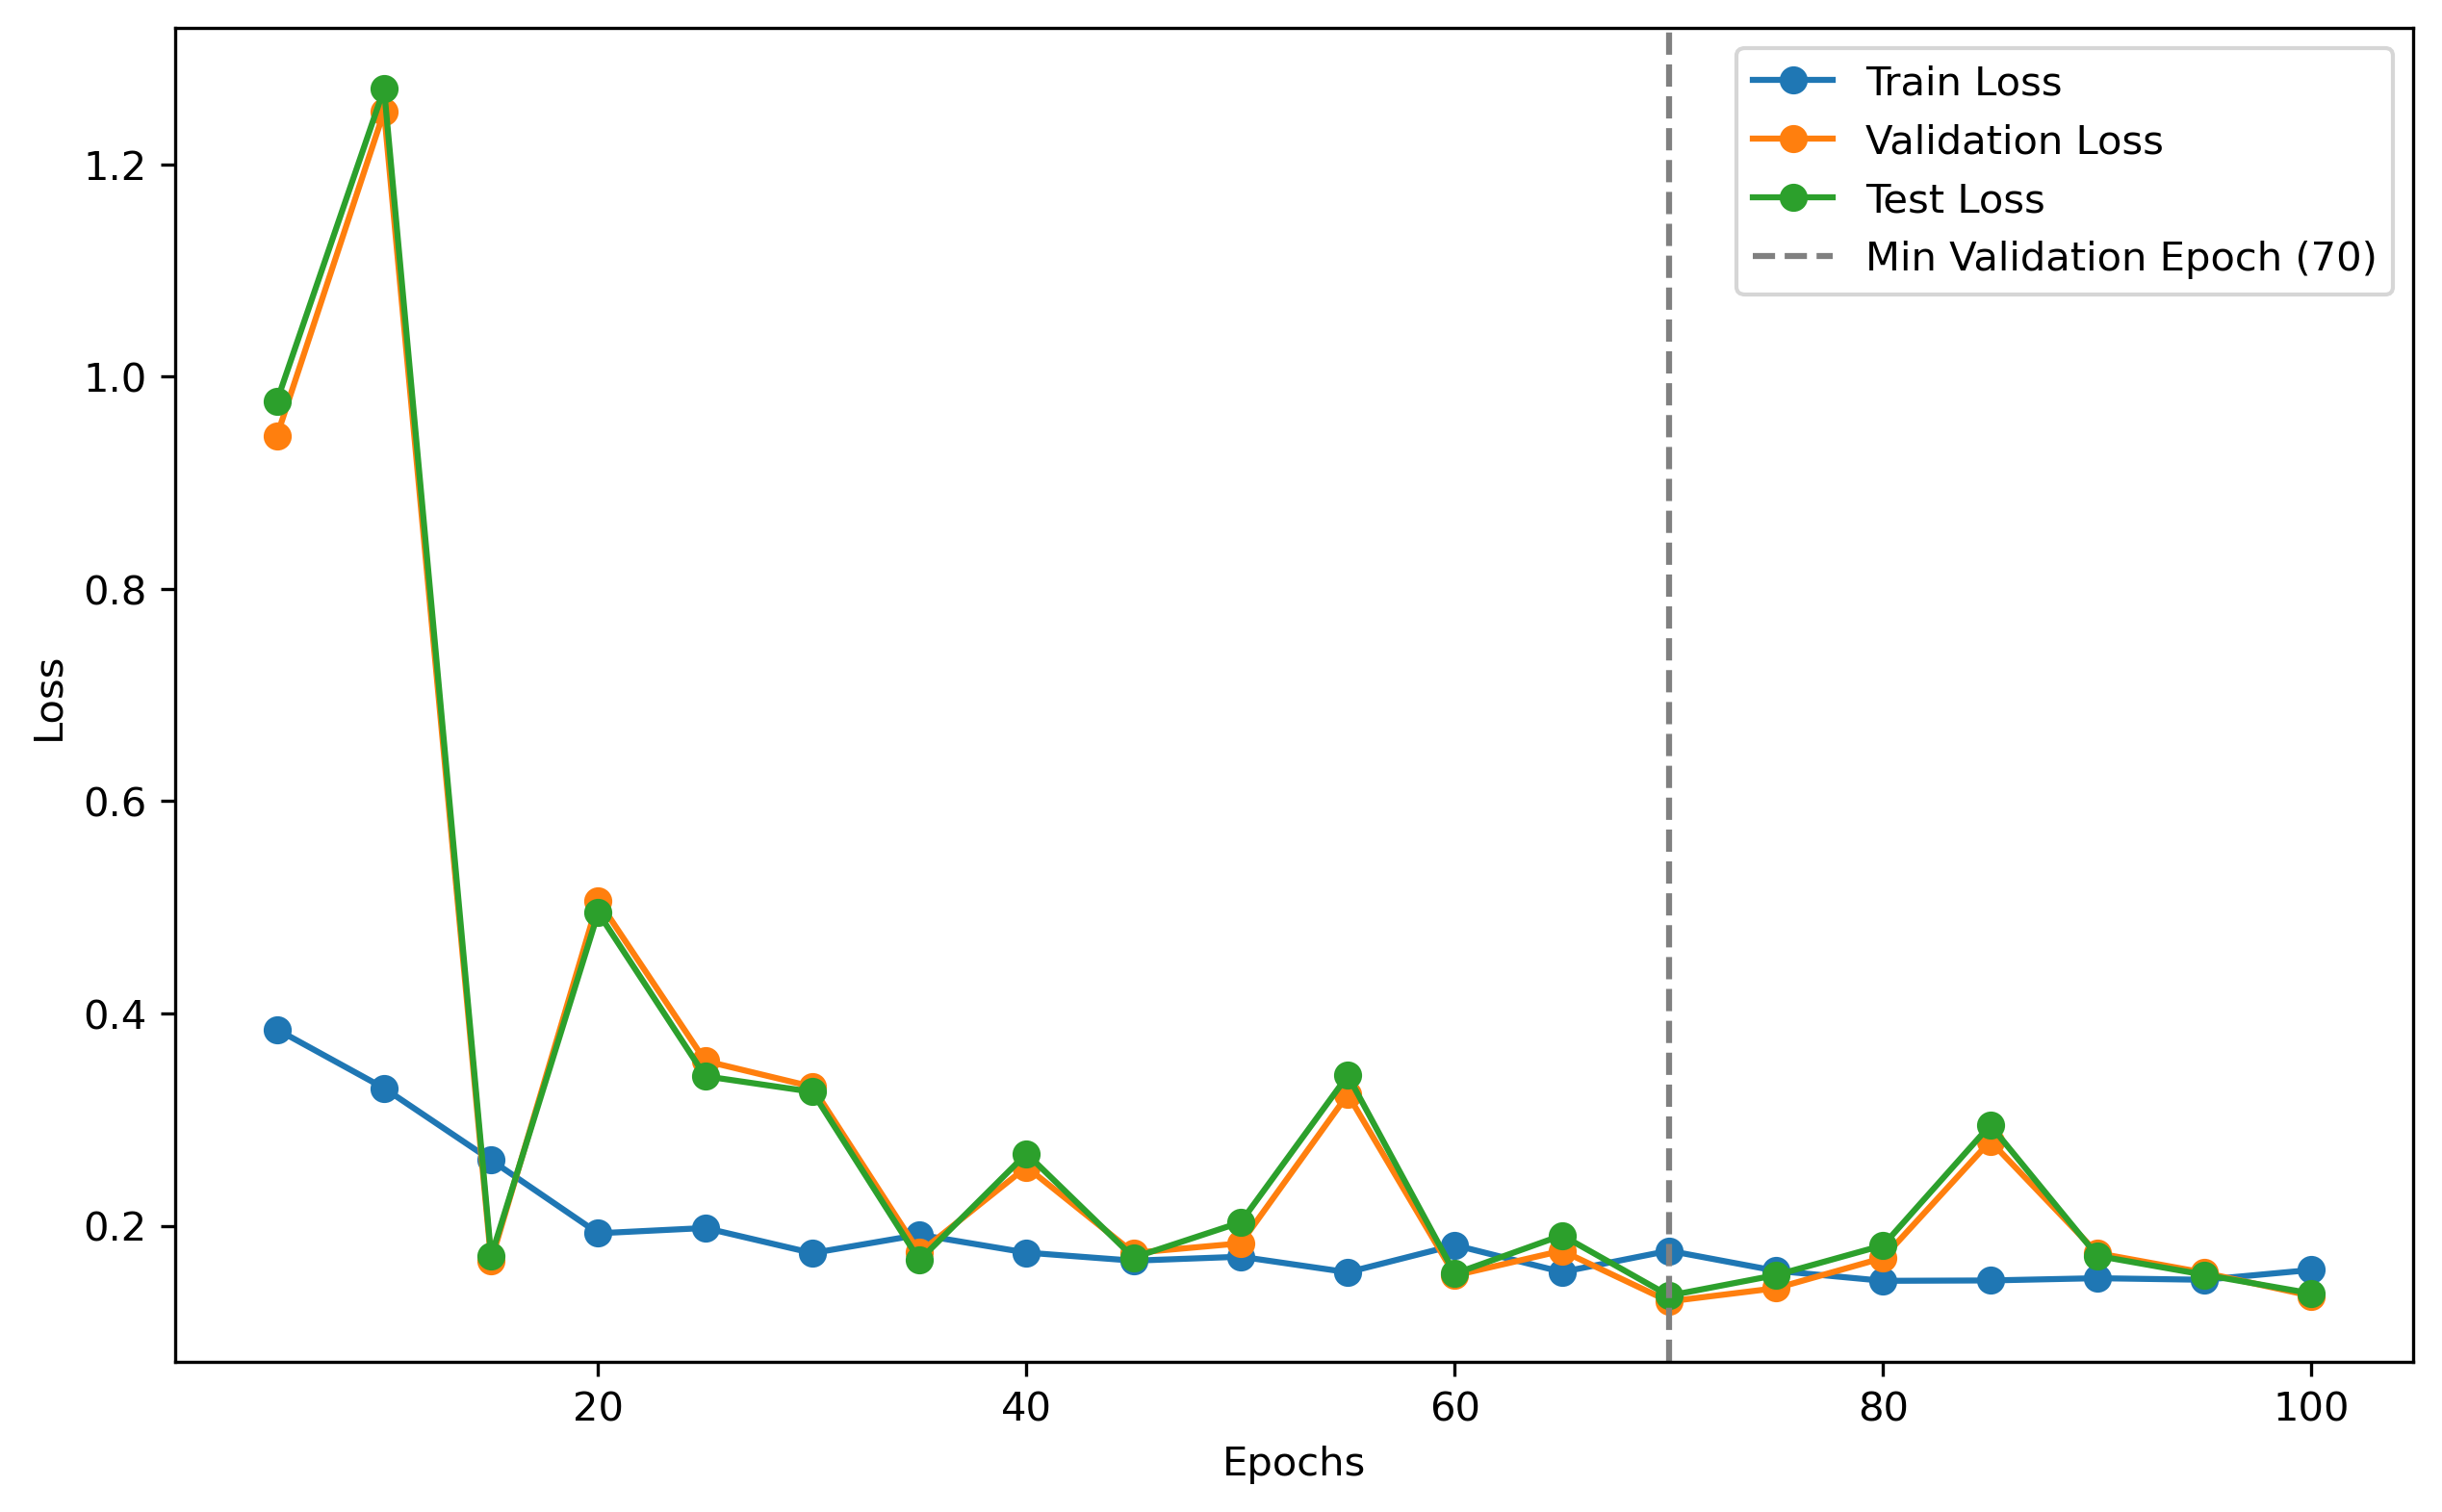 Train Loss
Validation Loss
Test Loss
Min Validation Epoch (70)
1.2
1.0
0.8
0.6
0.4
0.2
Loss
20 40 60 80 100
Epochs